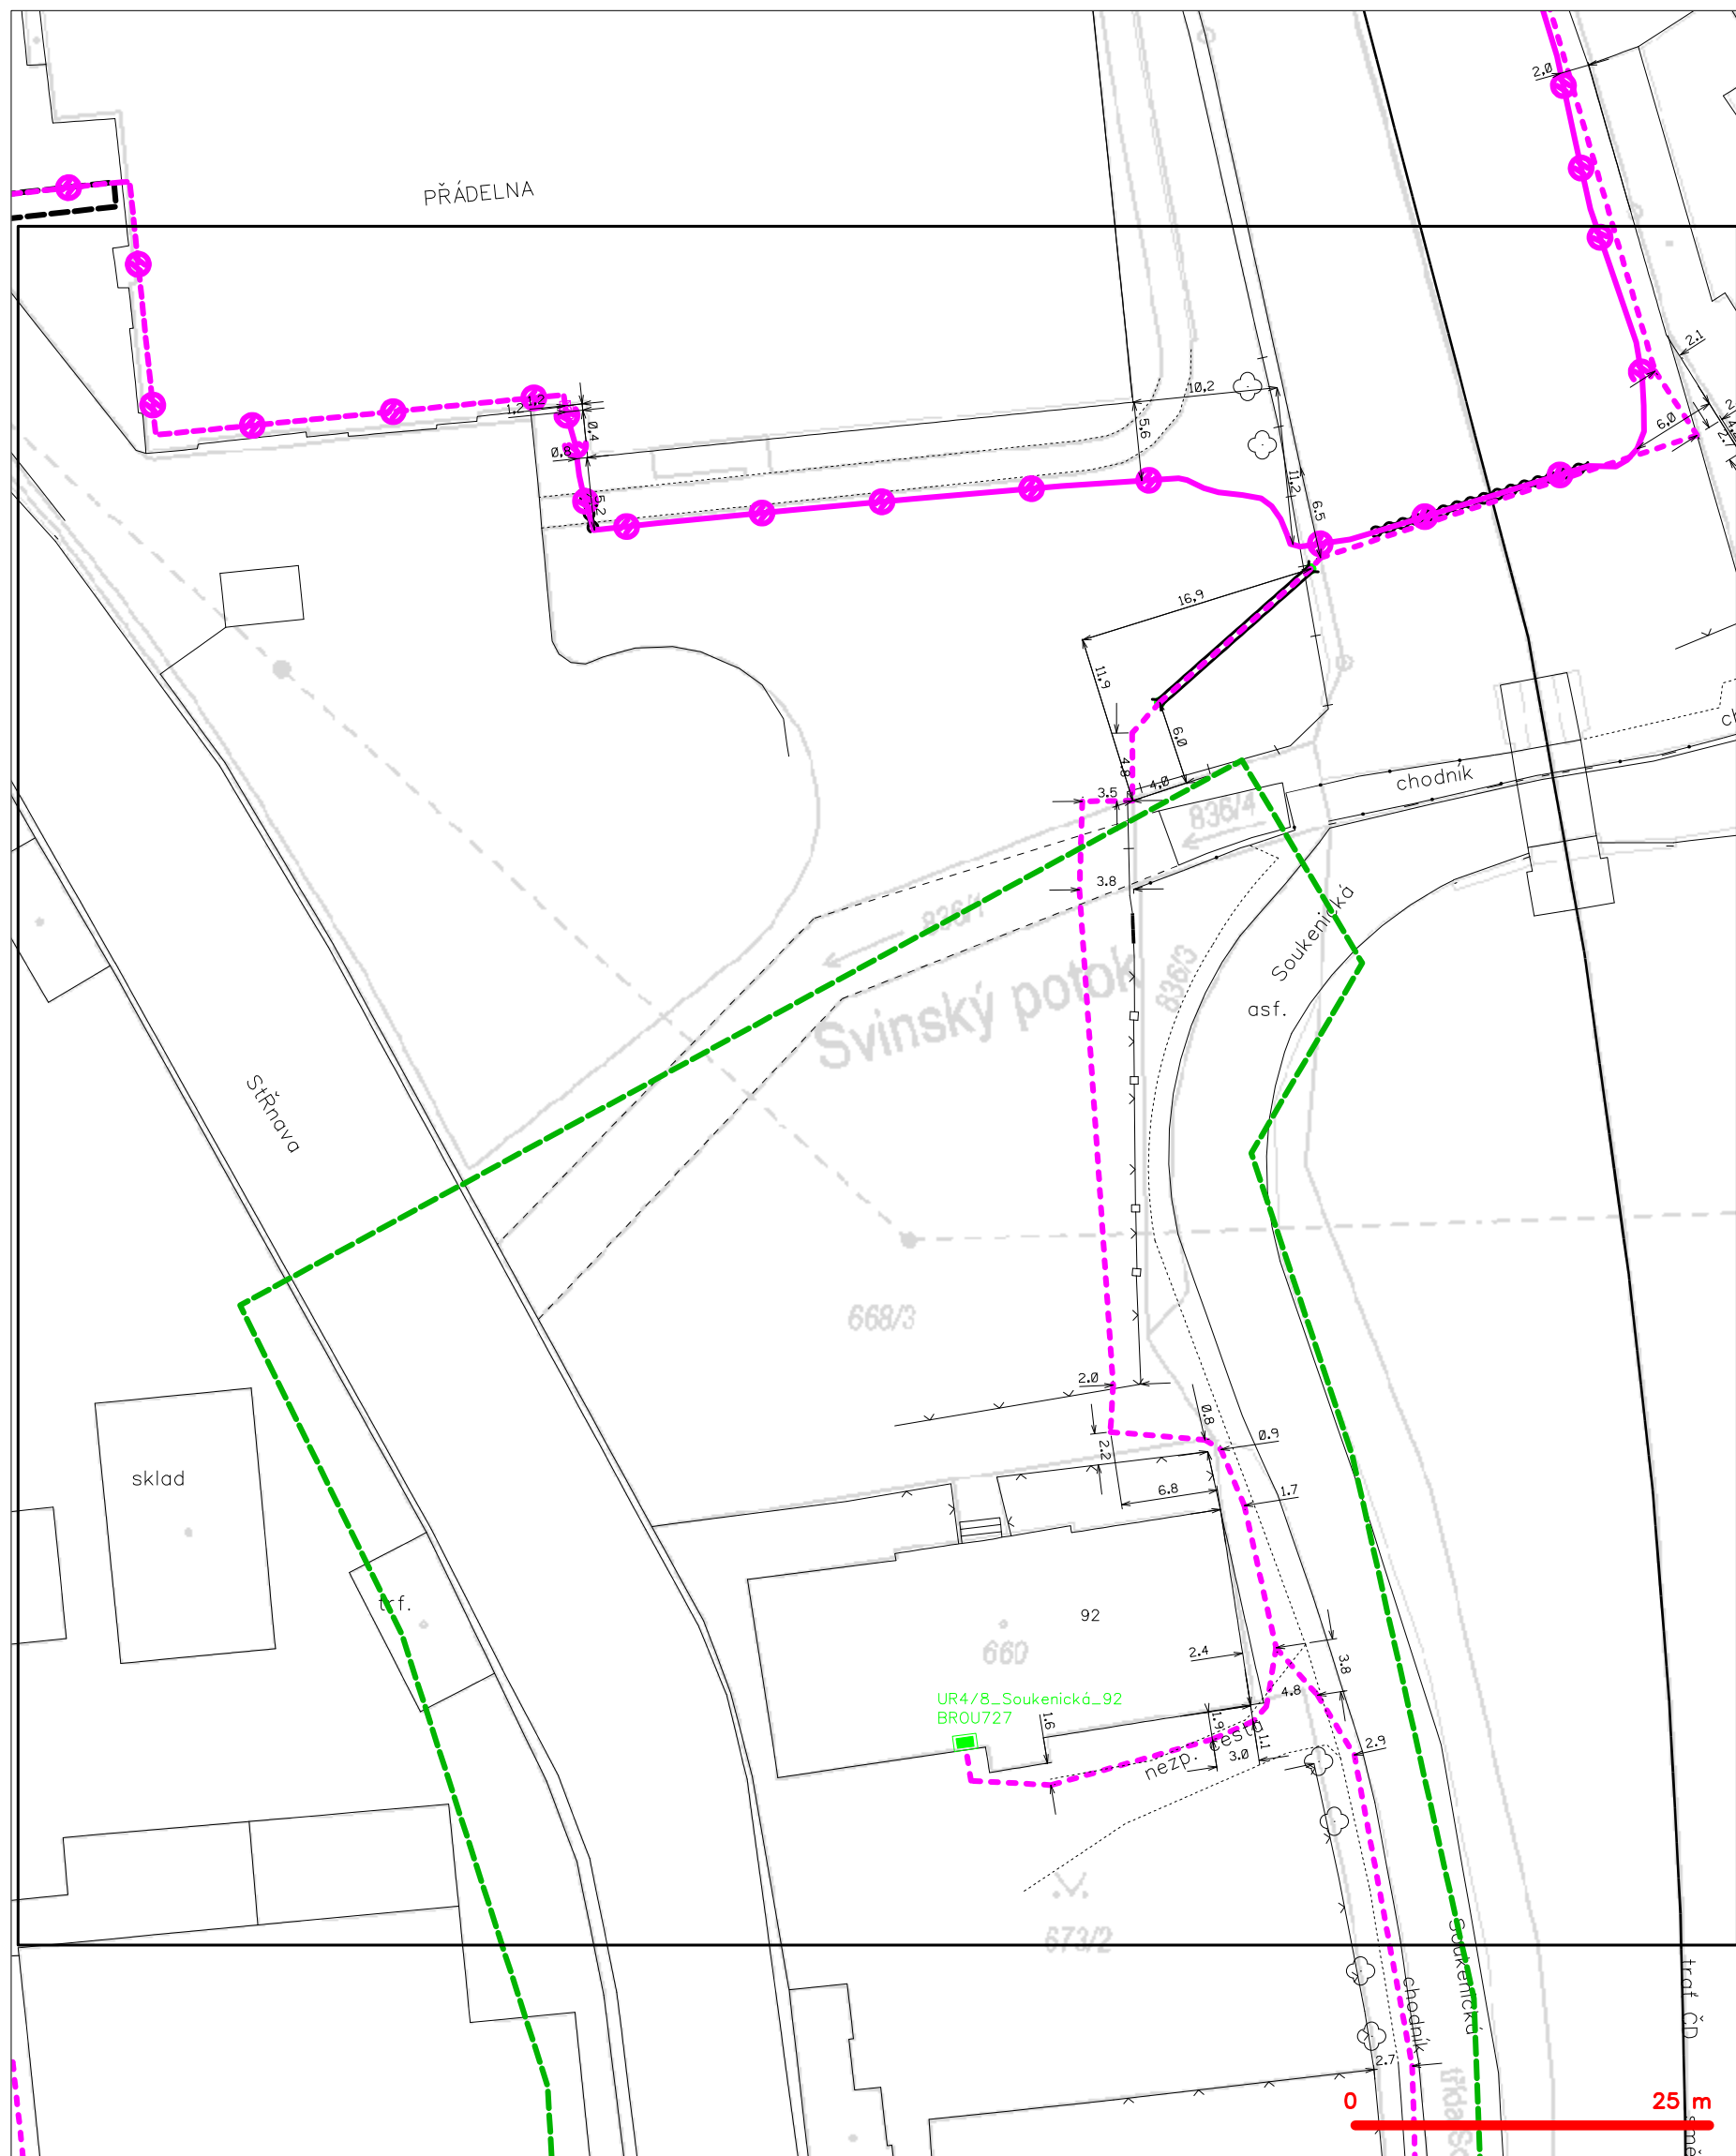 2,0
PŘÁDELNA
2.1
10,2
1,2
1,2
0,4
5,6
6,0
0,8
5,2
11,2
6,5
16,9
11,9
6,0
4,8
4,0
3.5
chodník
836/4
3.8
836/1
Soukenická
836/3
Svinský potok
asf.
StŘnava
668/3
2.0
0.8
0.9
2.2
sklad
6.8
1.7
trf.
92
660
2.4
3.8
4.8
UR4/8_Soukenická_92
BROU727
1.6
1.9
1.1
nezp. cesta
3.0
2.9
673/2
Soukenická
chodník
trať ČD
2.7
0
25 m